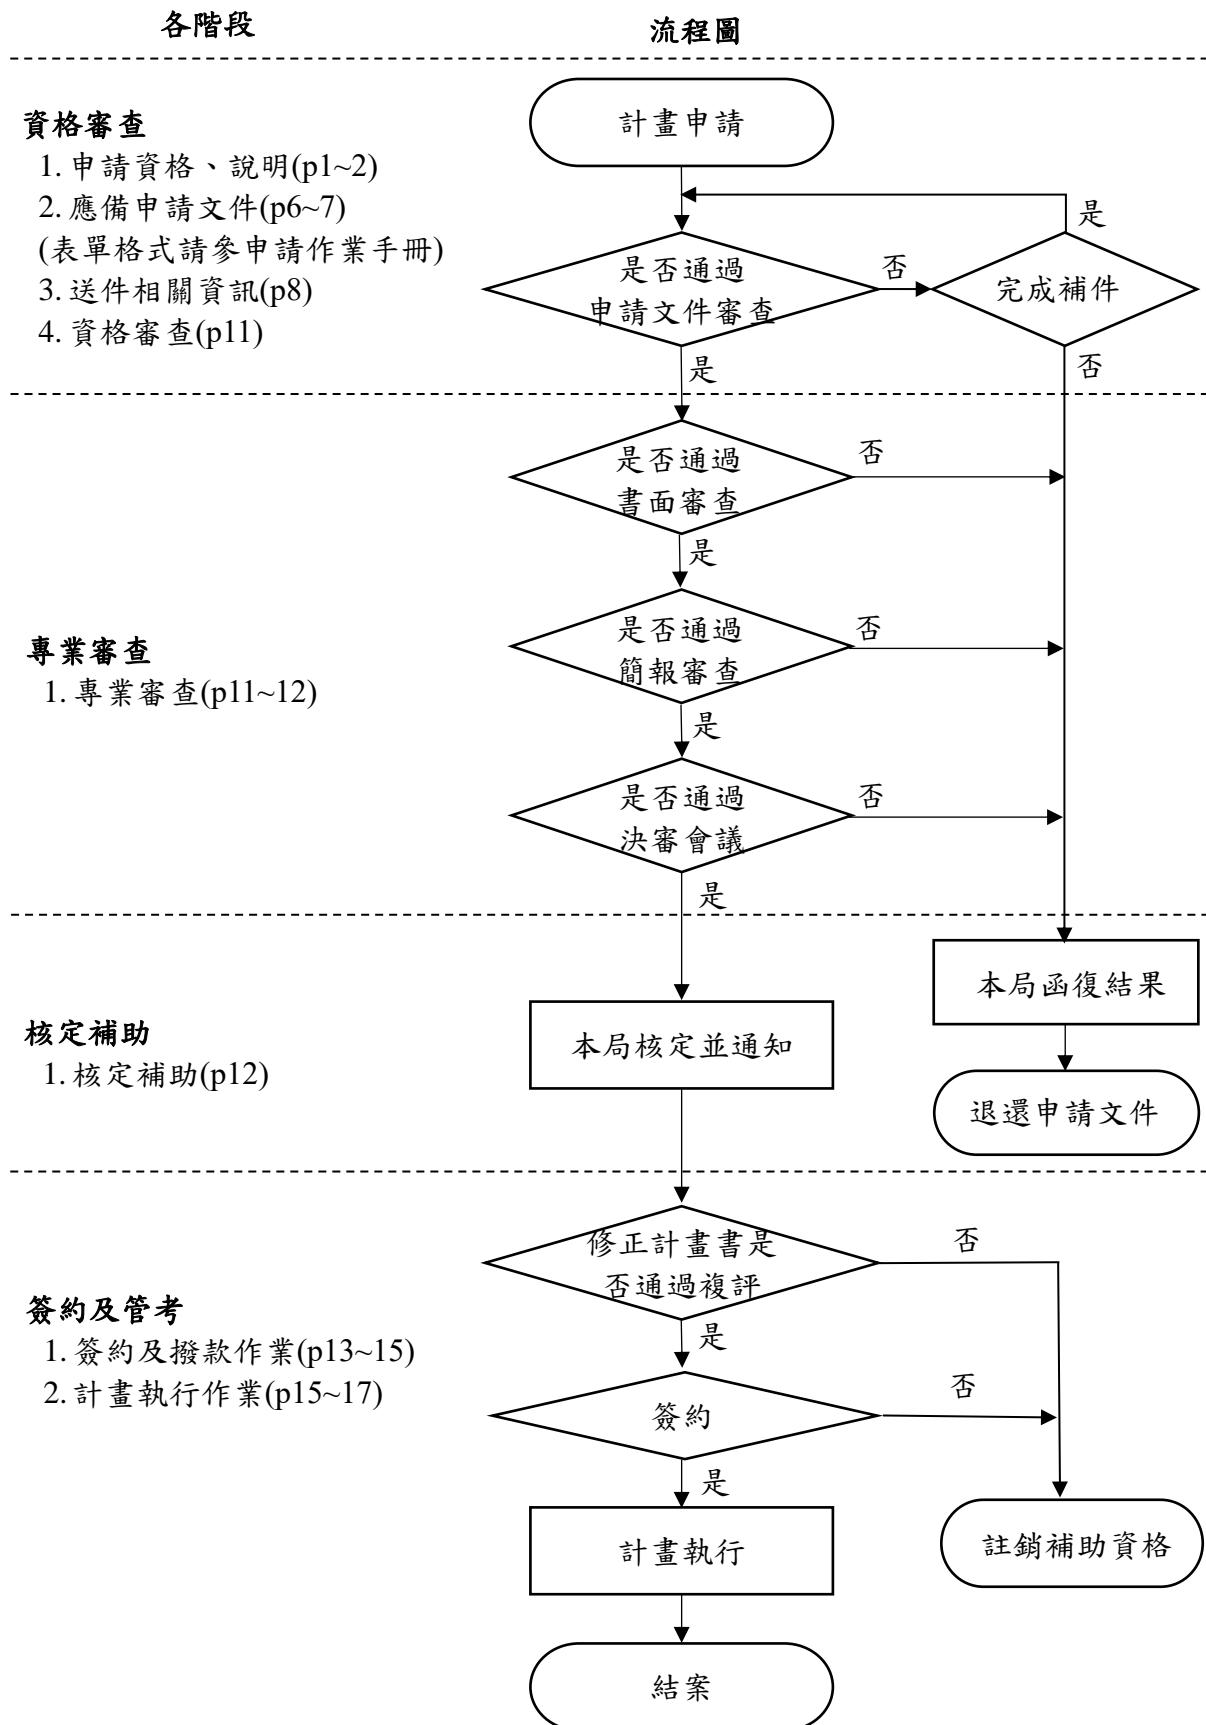 各階段
流程圖
資格審查
1. 申請資格、說明(p1~2)
2. 應備申請文件(p6~7)
(表單格式請參申請作業手冊)
3. 送件相關資訊(p8)
4. 資格審查(p11)
計畫申請
是否通過
申請文件審查
否
完成補件
是
是
否
是否通過
書面審查
否
是
專業審查
1. 專業審查(p11~12)
是否通過
簡報審查
否
是
是否通過
決審會議
否
是
核定補助
1. 核定補助(p12)
本局核定並通知
本局函復結果
退還申請文件
簽約及管考
1. 簽約及撥款作業(p13~15)
2. 計畫執行作業(p15~17)
修正計畫書是
否通過複評
否
是
簽約
否
是
計畫執行
註銷補助資格
結案